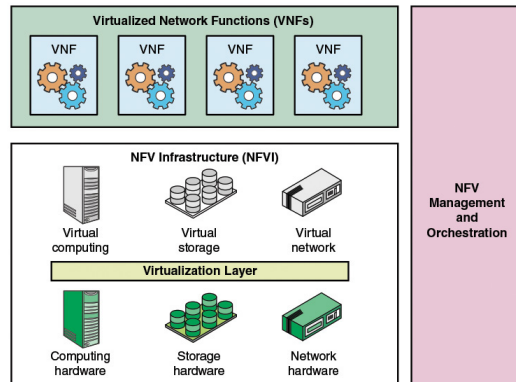 Virtualized Network Functions (VNFs)
VNF
VNF
VNF
VNF
NFV Infrastructure (NFVI)
Virtual
computing
Virtual
storage
Virtual
network
Virtualization Layer
Computing
hardware
Storage
hardware
Network
hardware
NFV
Management
and
Orchestration